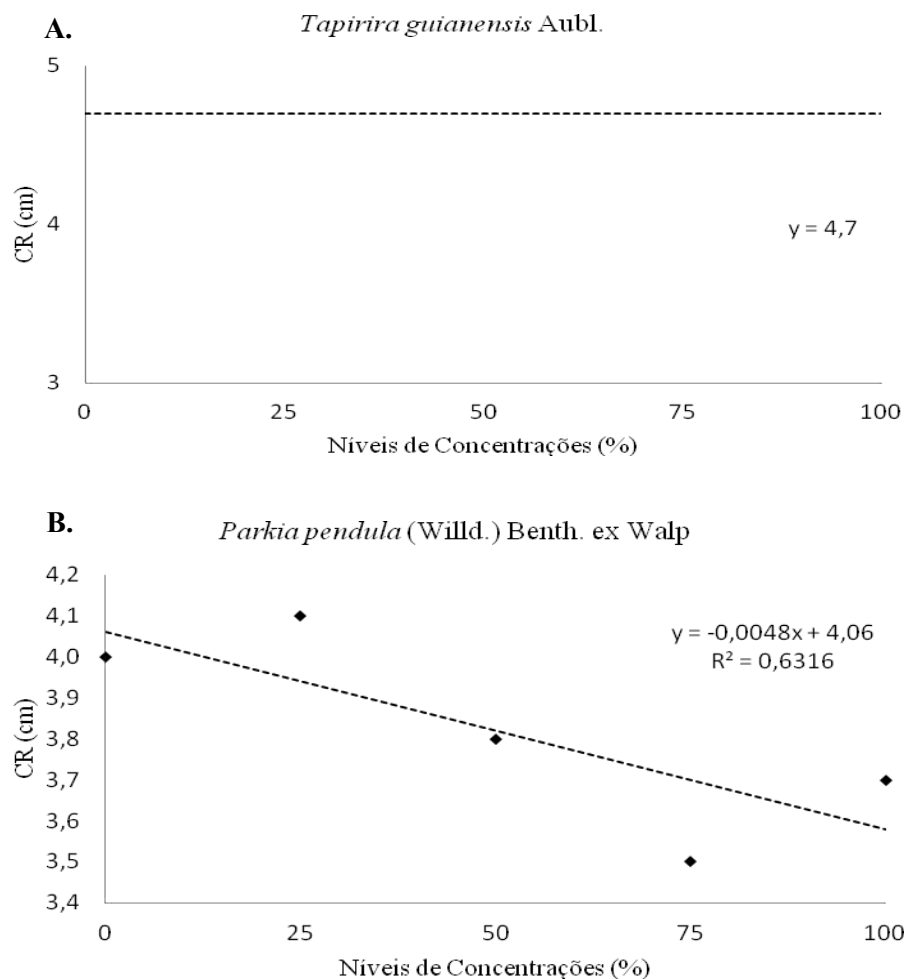 A.
Tapirira guianensis Aubl.
5
4
3
CR (cm)
y = 4,7
0 25 50 75 100
Níveis de Concentrações (%)
B.
Parkia pendula (Willd.) Benth. ex Walp
4,2
4,1
4,0
3,9
3,8
3,7
3,6
3,5
3,4
CR (cm)
y = -0,0048x + 4,06
R² = 0,6316
0 25 50 75 100
Níveis de Concentrações (%)